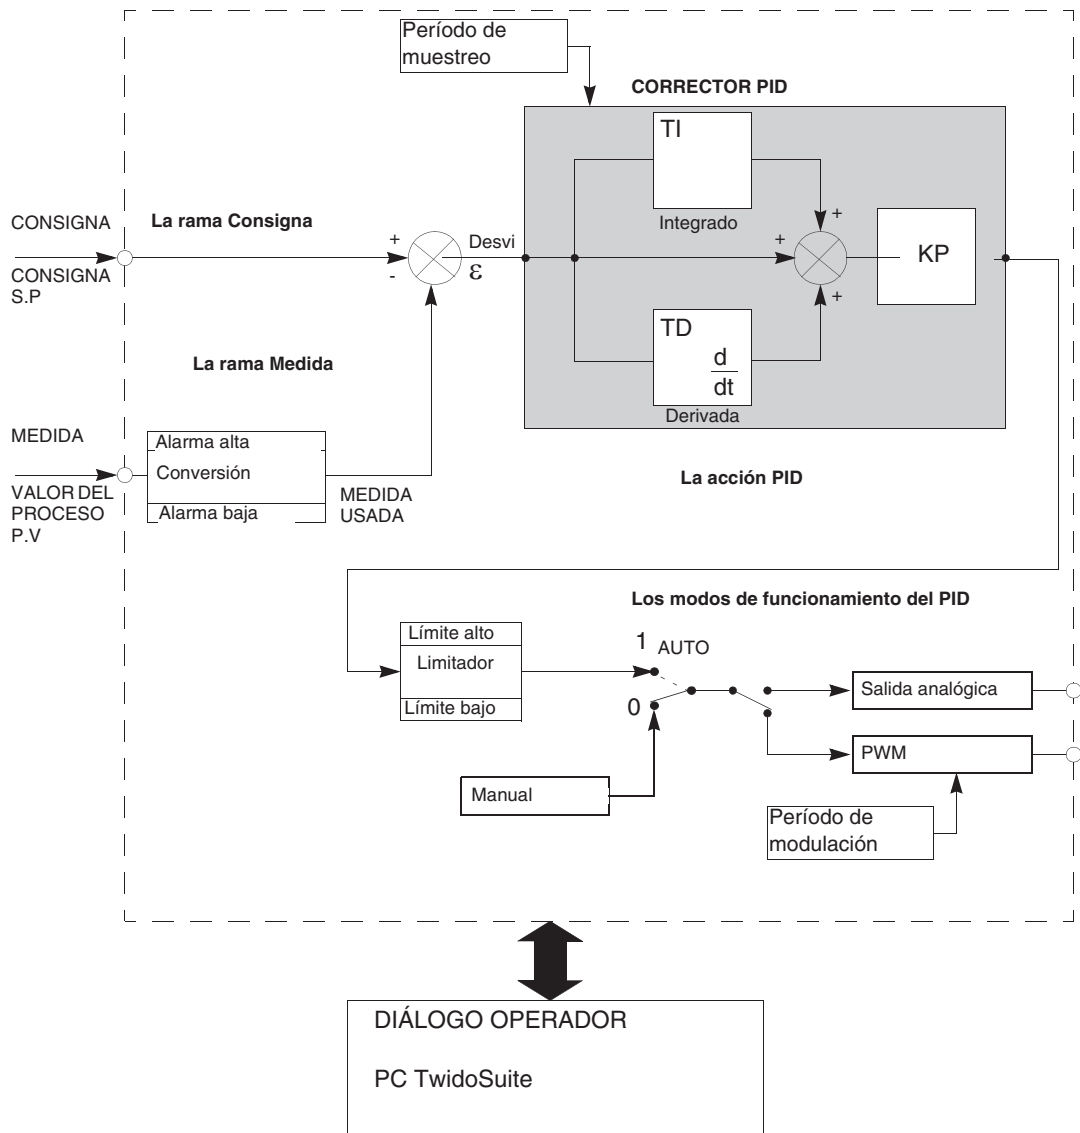 Período de
muestreo
CORRECTOR PID
TI
Integrado
CONSIGNA
La rama Consigna
+
-
Desvi
ε
+
+
+
KP
CONSIGNA
S.P
TD
d
dt
Derivada
La rama Medida
MEDIDA
Alarma alta
Conversión
Alarma baja
La acción PID
VALOR DEL
PROCESO
P.V
MEDIDA
USADA
Los modos de funcionamiento del PID
Límite alto
Limitador
Límite bajo
1 AUTO
0
Salida analógica
PWM
Manual
Período de
modulación
DIÁLOGO OPERADOR
PC TwidoSuite